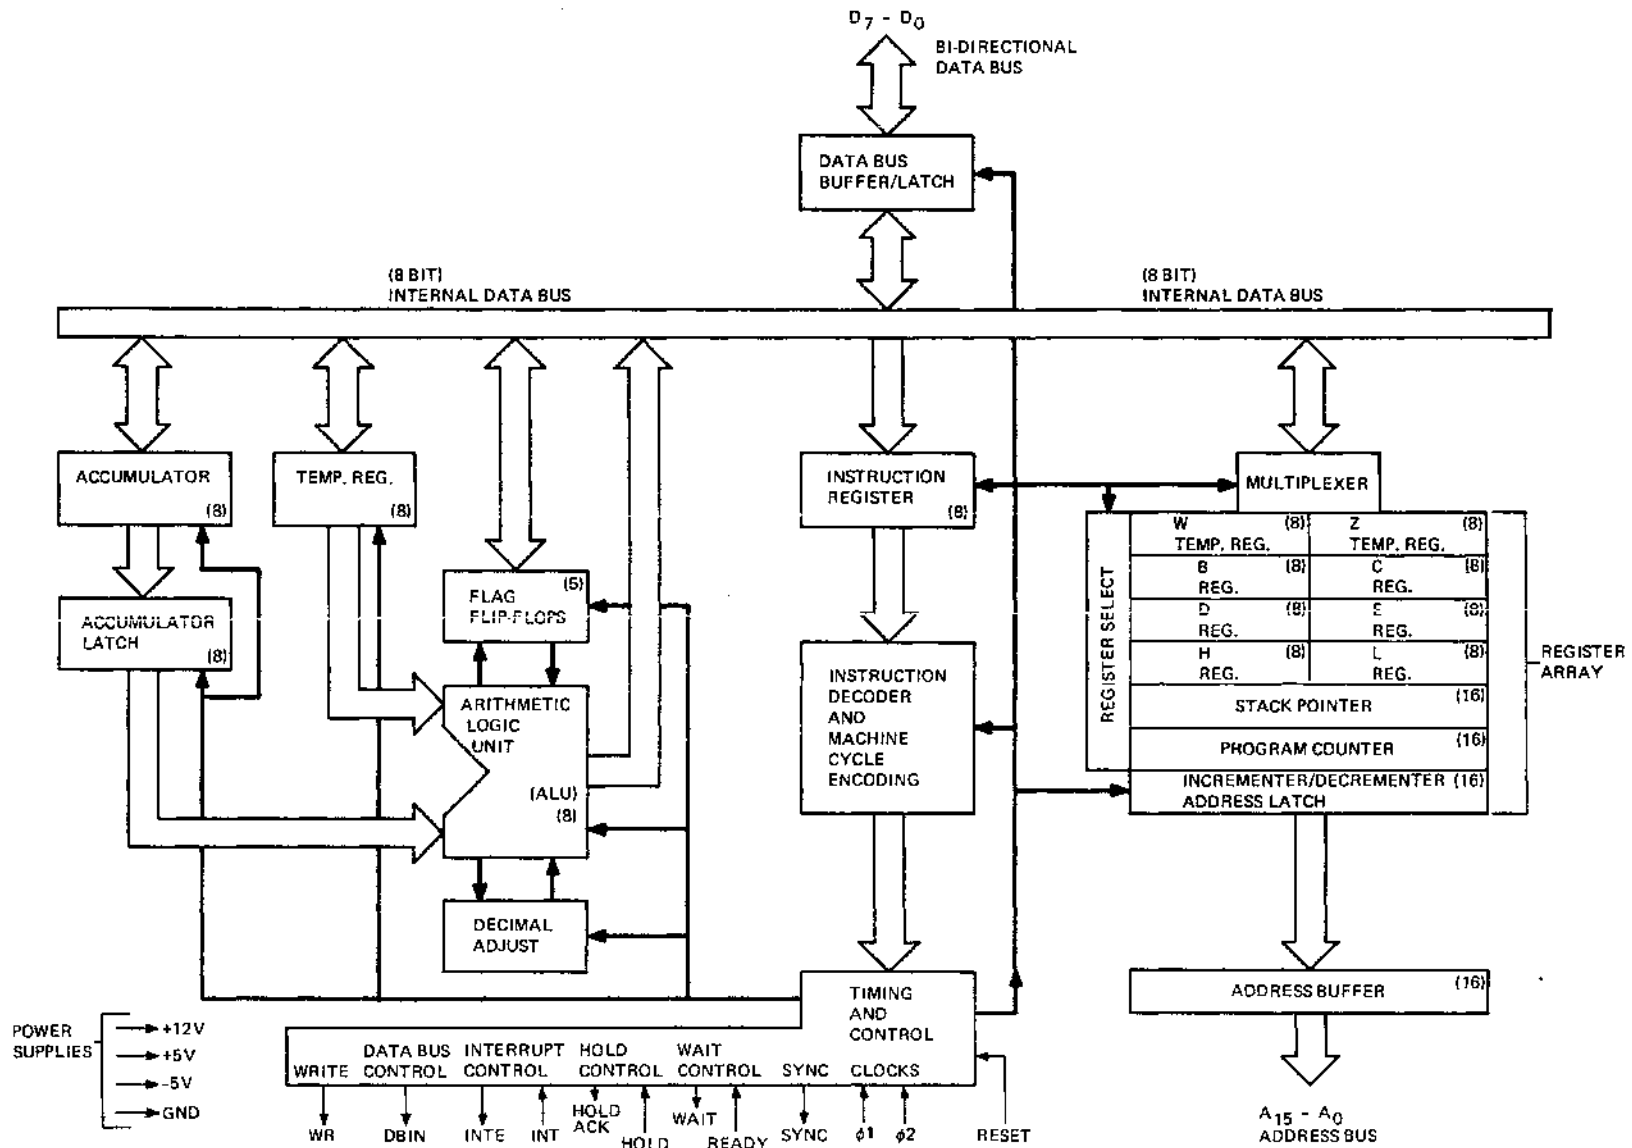 D7 - D0
BI-DIRECTIONAL
DATA BUS
DATA BUS
BUFFER/LATCH
(8 BIT)
INTERNAL DATA BUS
(8 BIT)
INTERNAL DATA BUS
ACCUMULATOR
(8)
TEMP. REG.
(8)
INSTRUCTION
REGISTER
(8)
MULTIPLEXER
ACCUMULATOR
LATCH
(8)
FLAG
FLIP-FLOPS
(5)
ARITHMETIC
LOGIC
UNIT
(ALU)
(8)
DECIMAL
ADJUST
INSTRUCTION
DECODER
AND
MACHINE
CYCLE
ENCODING
REGISTER SELECT
W (8)
TEMP. REG.
Z (8)
TEMP. REG.
B (8)
REG.
C (8)
REG.
D (8)
REG.
E (8)
REG.
H (8)
REG.
L (8)
REG.
STACK POINTER (16)
PROGRAM COUNTER (16)
INCREMENTER/DECREMENTER (16)
ADDRESS LATCH
REGISTER
ARRAY
ADDRESS BUFFER (16)
A15 - A0
ADDRESS BUS
TIMING
AND
CONTROL
WRITE
DATA BUS
CONTROL
INTERRUPT
CONTROL
HOLD
CONTROL
WAIT
CONTROL
SYNC
CLOCKS
WR
DBIN
INTE
INT
HOLD
ACK
HOLD
WAIT
READY
SYNC
ϕ1
ϕ2
RESET
POWER
SUPPLIES
+12V
+5V
-5V
GND